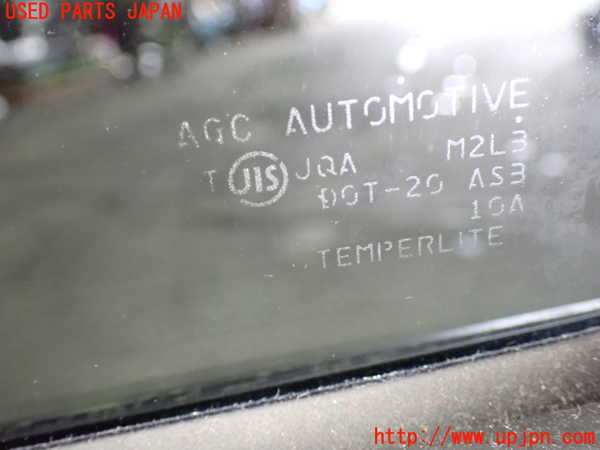 USED PARTS JAPAN
AGC AUTOMOTIVE
T JIS JQA M2L3
DOT-20 AS3
10A
TEMPERLITE
http://www.upjpn.com